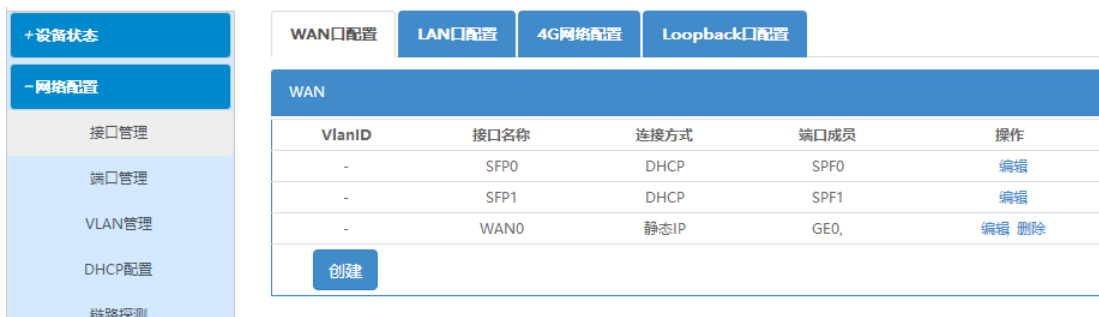 +设备状态
-网络配置
接口管理
端口管理
VLAN管理
DHCP配置
链路探测
WAN口配置 LAN口配置 4G网络配置 Loopback口配置
WAN
VlanID 接口名称 连接方式 端口成员 操作
- SFP0 DHCP SPF0 编辑
- SFP1 DHCP SPF1 编辑
- WAN0 静态IP GE0, 编辑 删除
创建